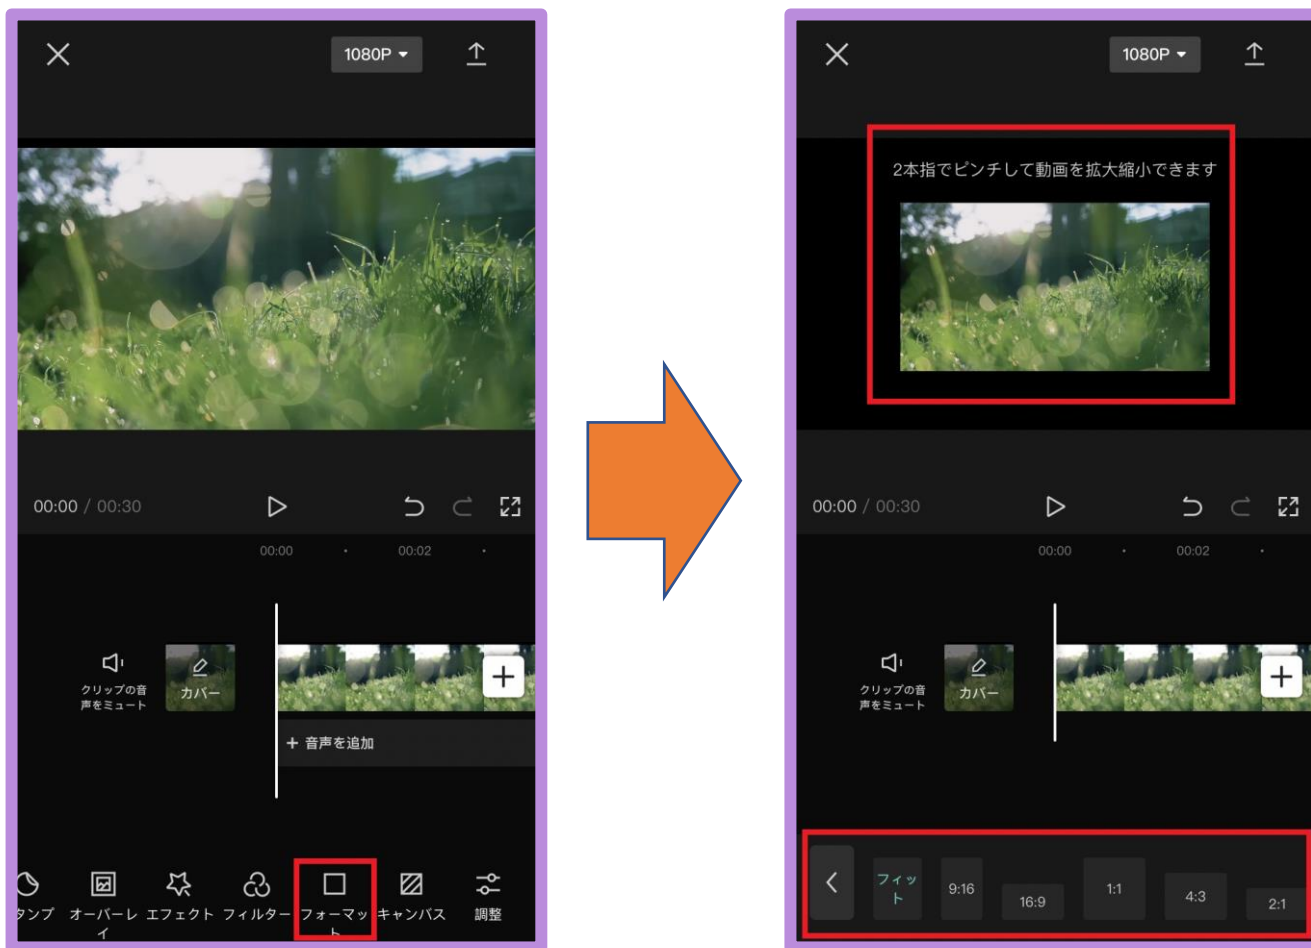 1080P
00:00 / 00:30
00:00
00:02
クリップの音
声をミュート
カバー
+ 音声を追加
タンプ
オーバーレ
イ
エフェクト
フィルター
フォーマッ
ト
キャンバス
調整
1080P
2本指でピンチして動画を拡大縮小できます
00:00 / 00:30
00:00
00:02
クリップの音
声をミュート
カバー
フィッ
ト
9:16
16:9
1:1
4:3
2:1